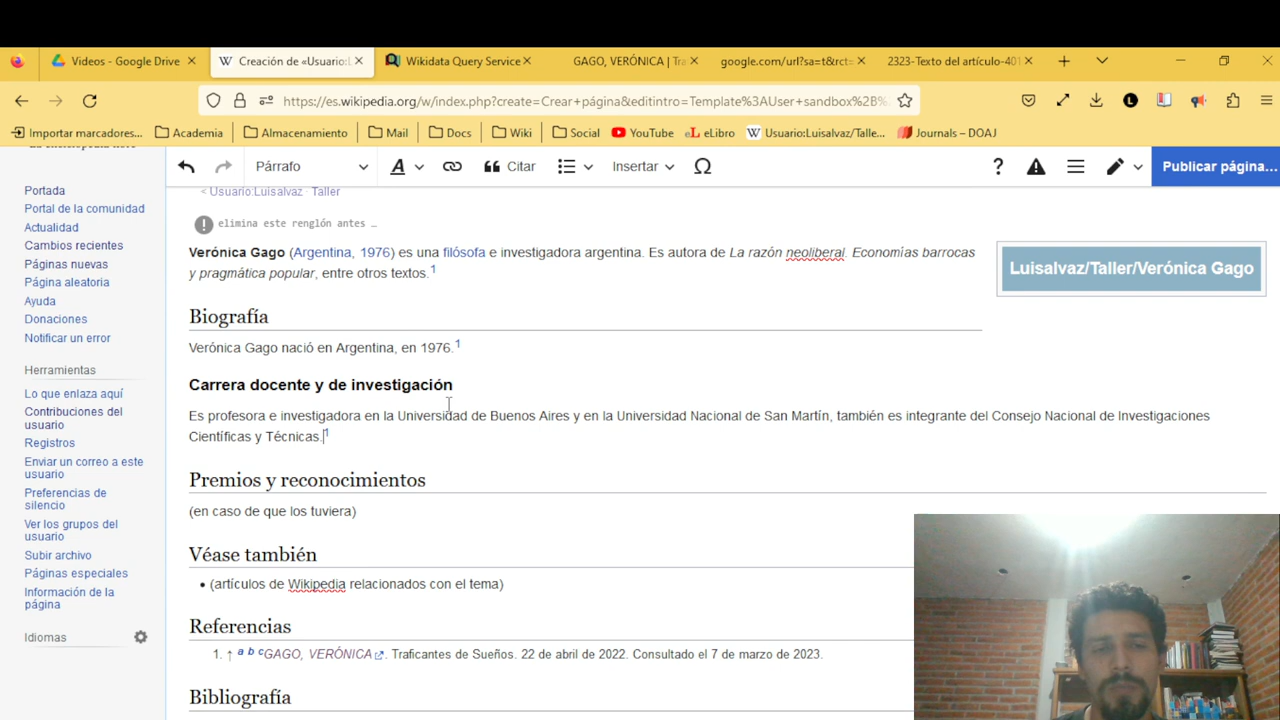 Videos - Google Drive
Creación de «Usuario:L
Wikidata Query Service
GAGO, VERÓNICA | Tra
google.com/url?sa=t&rct=
2323-Texto del artículo-401
https://es.wikipedia.org/w/index.php?create=Crear+página&editintro=Template%3AUser+sandbox%2B%
Importar marcadores...
Academia
Almacenamiento
Mail
Docs
Wiki
Social
YouTube
eLibro
Usuario:Luisalvaz/Talle...
Journals – DOAJ
Párrafo
A
Citar
Insertar
Ω
?
Publicar página...
Portada
Portal de la comunidad
Actualidad
Cambios recientes
Páginas nuevas
Página aleatoria
Ayuda
Donaciones
Notificar un error
Herramientas
Lo que enlaza aquí
Contribuciones del
usuario
Registros
Enviar un correo a este
usuario
Preferencias de
silencio
Ver los grupos del
usuario
Subir archivo
Páginas especiales
Información de la
página
Idiomas
< Usuario:Luisalvaz · Taller
elimina este renglón antes …
Verónica Gago (Argentina, 1976) es una filósofa e investigadora argentina. Es autora de La razón neoliberal. Economías barrocas
y pragmática popular, entre otros textos.1
Luisalvaz/Taller/Verónica Gago
Biografía
Verónica Gago nació en Argentina, en 1976.1
Carrera docente y de investigación
Es profesora e investigadora en la Universidad de Buenos Aires y en la Universidad Nacional de San Martín, también es integrante del Consejo Nacional de Investigaciones
Científicas y Técnicas.1
Premios y reconocimientos
(en caso de que los tuviera)
Véase también
• (artículos de Wikipedia relacionados con el tema)
Referencias
1. ↑ a b c GAGO, VERÓNICA. Traficantes de Sueños. 22 de abril de 2022. Consultado el 7 de marzo de 2023.
Bibliografía